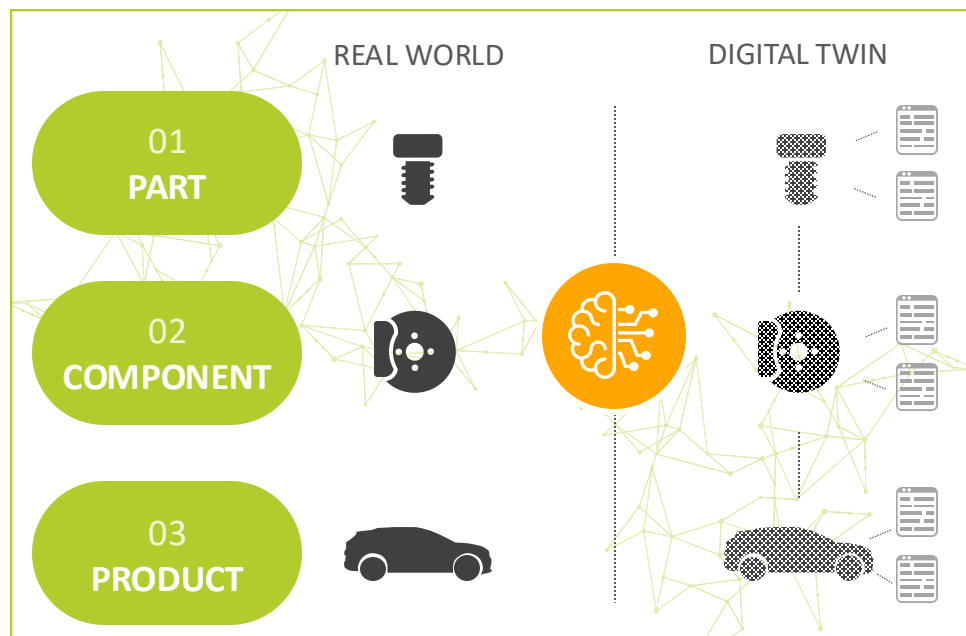 REAL WORLD
DIGITAL TWIN
01
PART
02
COMPONENT
03
PRODUCT